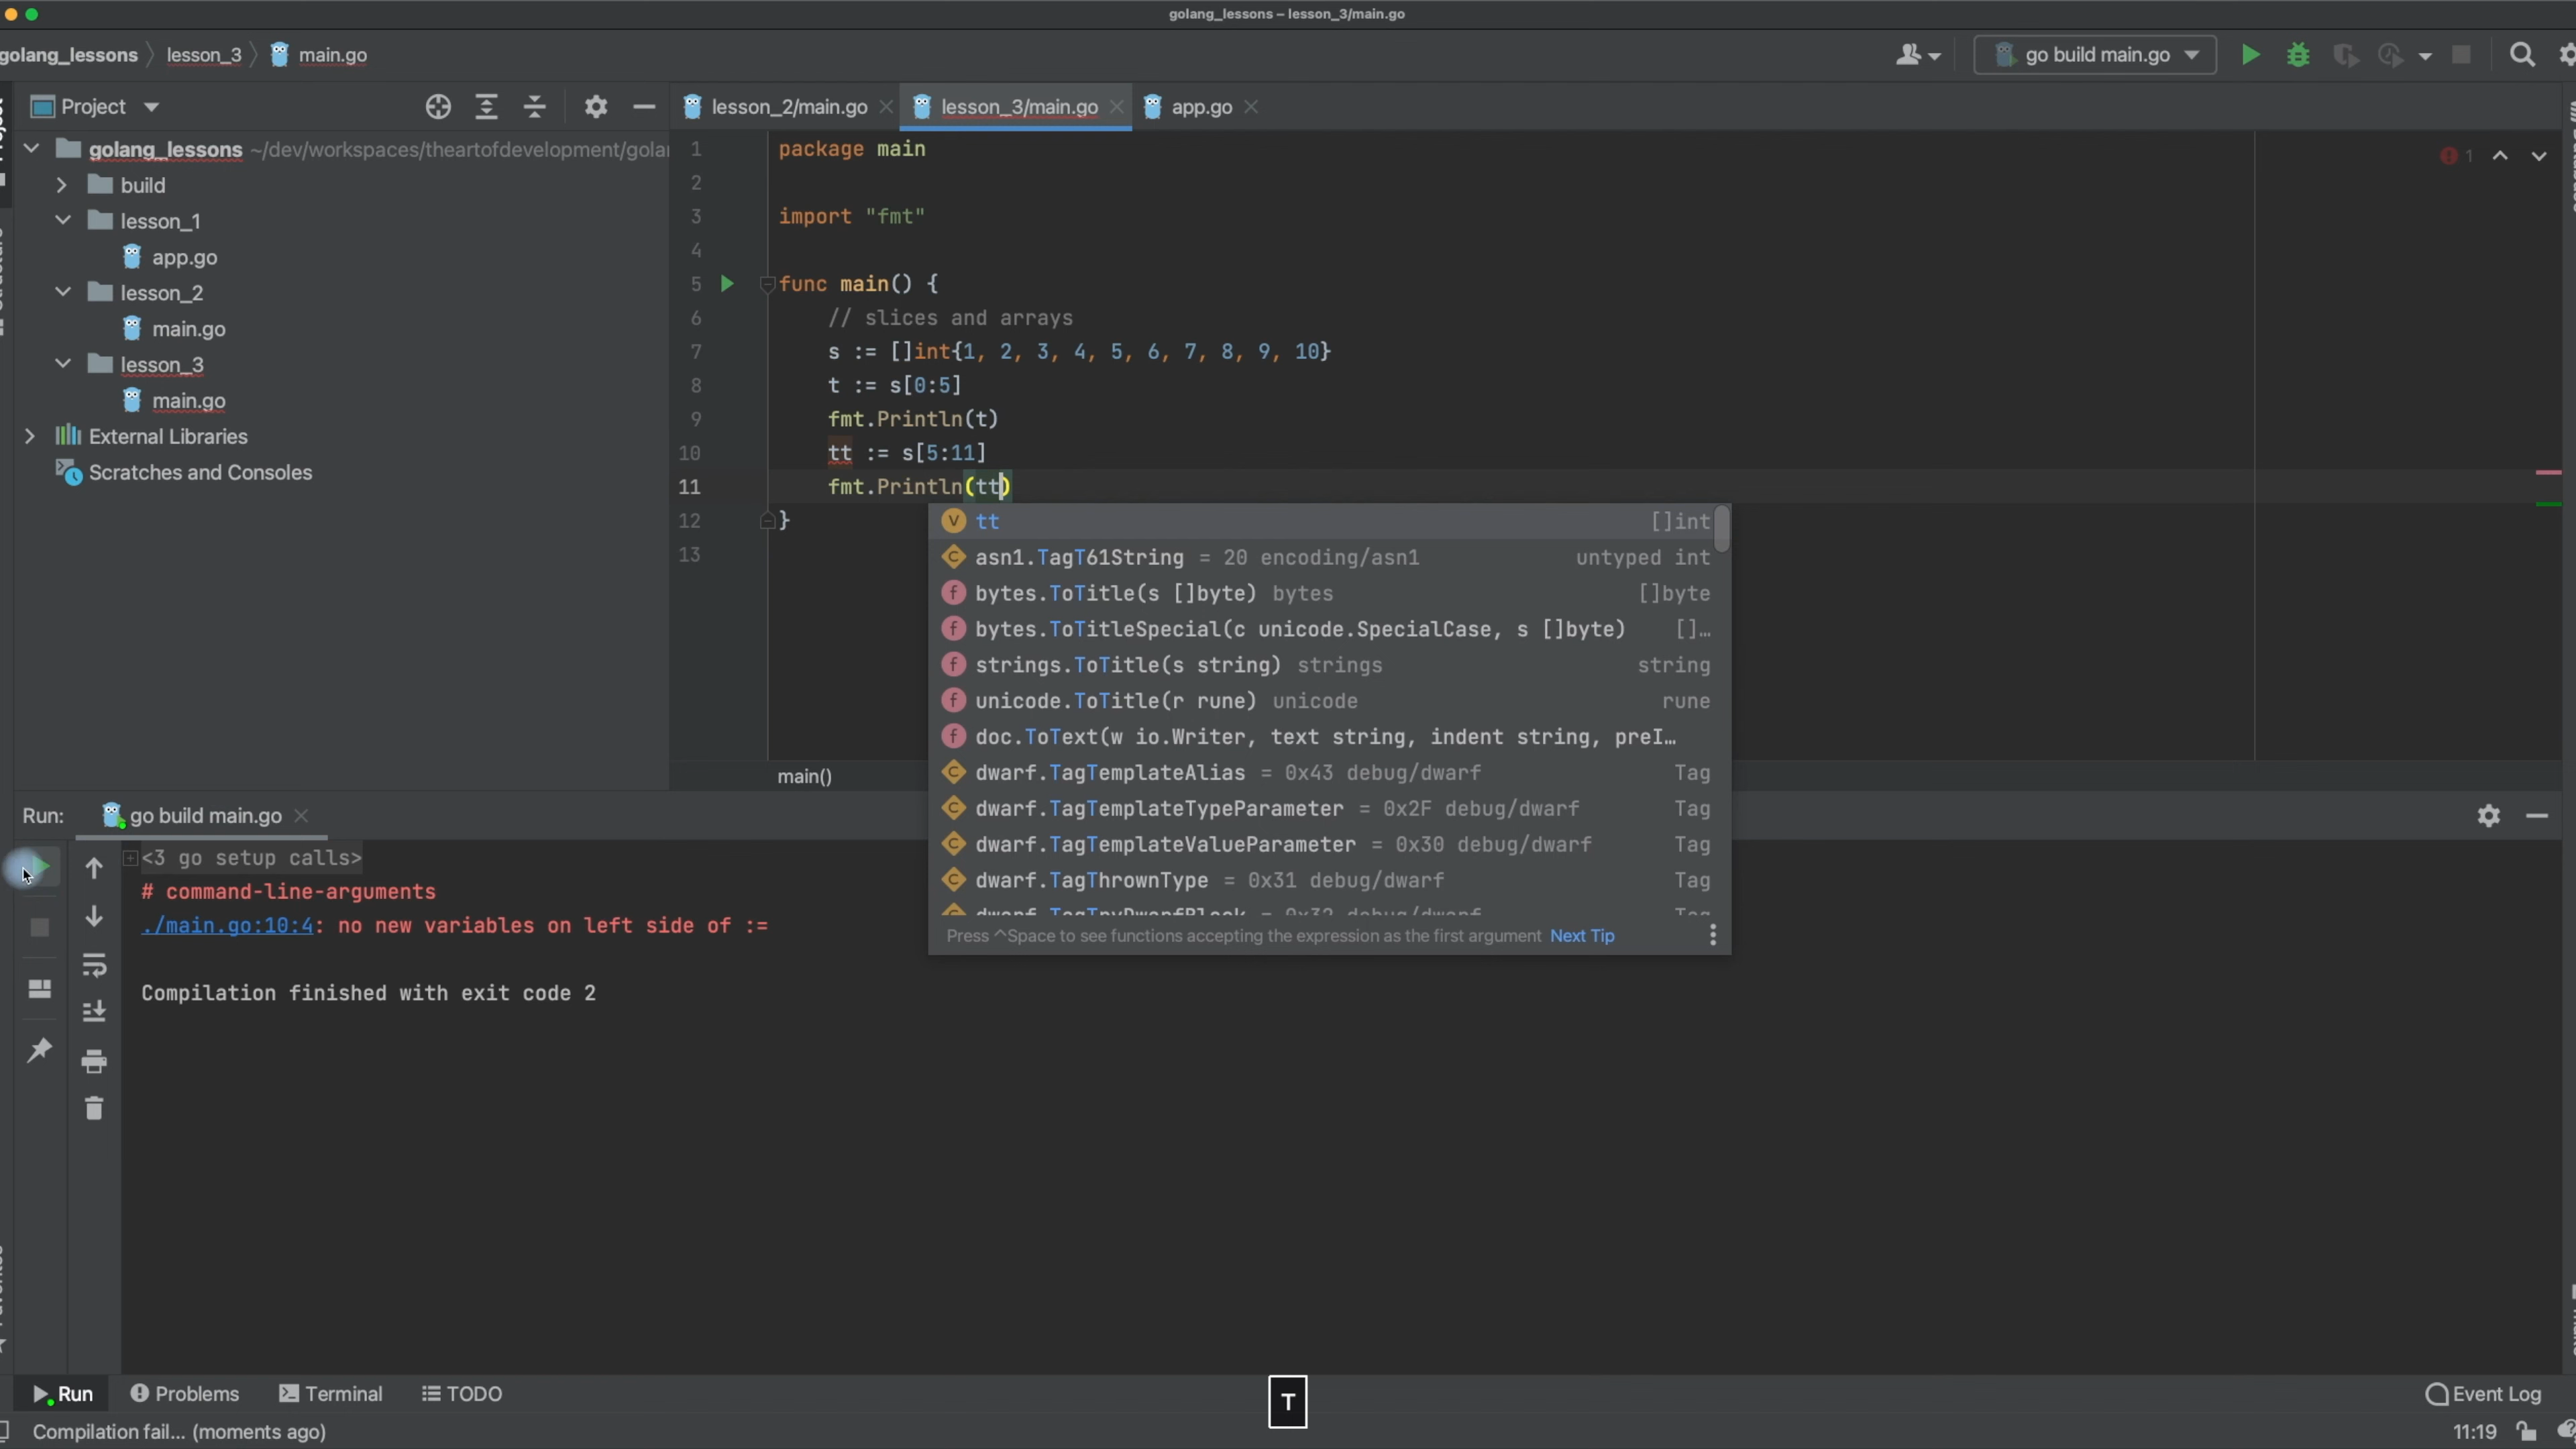 golang_lessons – lesson_3/main.go
golang_lessons lesson_3 main.go
go build main.go
Project
lesson_2/main.go lesson_3/main.go app.go
golang_lessons ~/dev/workspaces/theartofdevelopment/golan
build
lesson_1
app.go
lesson_2
main.go
lesson_3
main.go
External Libraries
Scratches and Consoles
1 package main
2
3 import "fmt"
4
5 func main() {
6 // slices and arrays
7 s := []int{1, 2, 3, 4, 5, 6, 7, 8, 9, 10}
8 t := s[0:5]
9 fmt.Println(t)
10 tt := s[5:11]
11 fmt.Println(tt)
12 }
13
1
tt []int
asn1.TagT61String = 20 encoding/asn1 untyped int
bytes.ToTitle(s []byte) bytes []byte
bytes.ToTitleSpecial(c unicode.SpecialCase, s []byte) []…
strings.ToTitle(s string) strings string
unicode.ToTitle(r rune) unicode rune
doc.ToText(w io.Writer, text string, indent string, preI…
dwarf.TagTemplateAlias = 0x43 debug/dwarf Tag
dwarf.TagTemplateTypeParameter = 0x2F debug/dwarf Tag
dwarf.TagTemplateValueParameter = 0x30 debug/dwarf Tag
dwarf.TagThrownType = 0x31 debug/dwarf Tag
Press ^Space to see functions accepting the expression as the first argument Next Tip
main()
Run: go build main.go
<3 go setup calls>
# command-line-arguments
./main.go:10:4: no new variables on left side of :=
Compilation finished with exit code 2
Run Problems Terminal TODO
T
Event Log
Compilation fail... (moments ago)
11:19